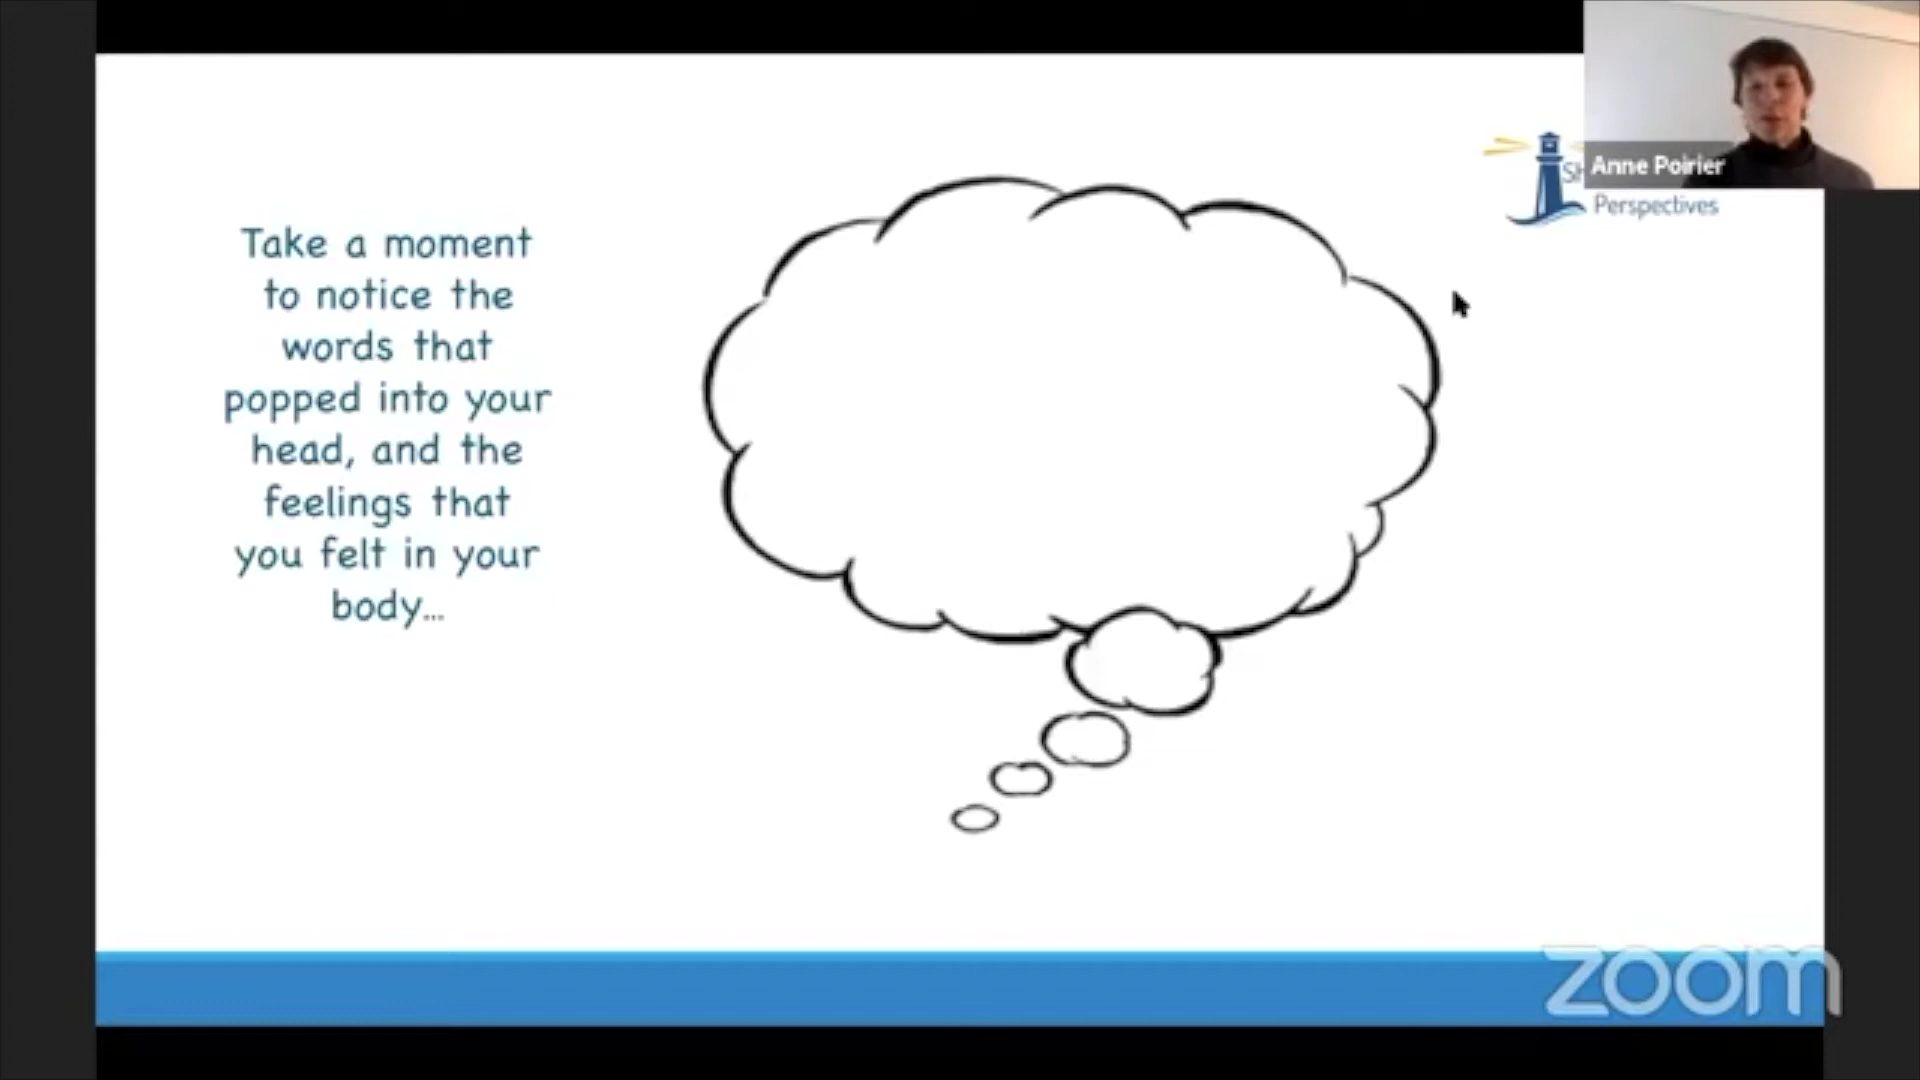 Take a moment
to notice the
words that
popped into your
head, and the
feelings that
you felt in your
body...
Anne Poirier
Perspectives
zoom